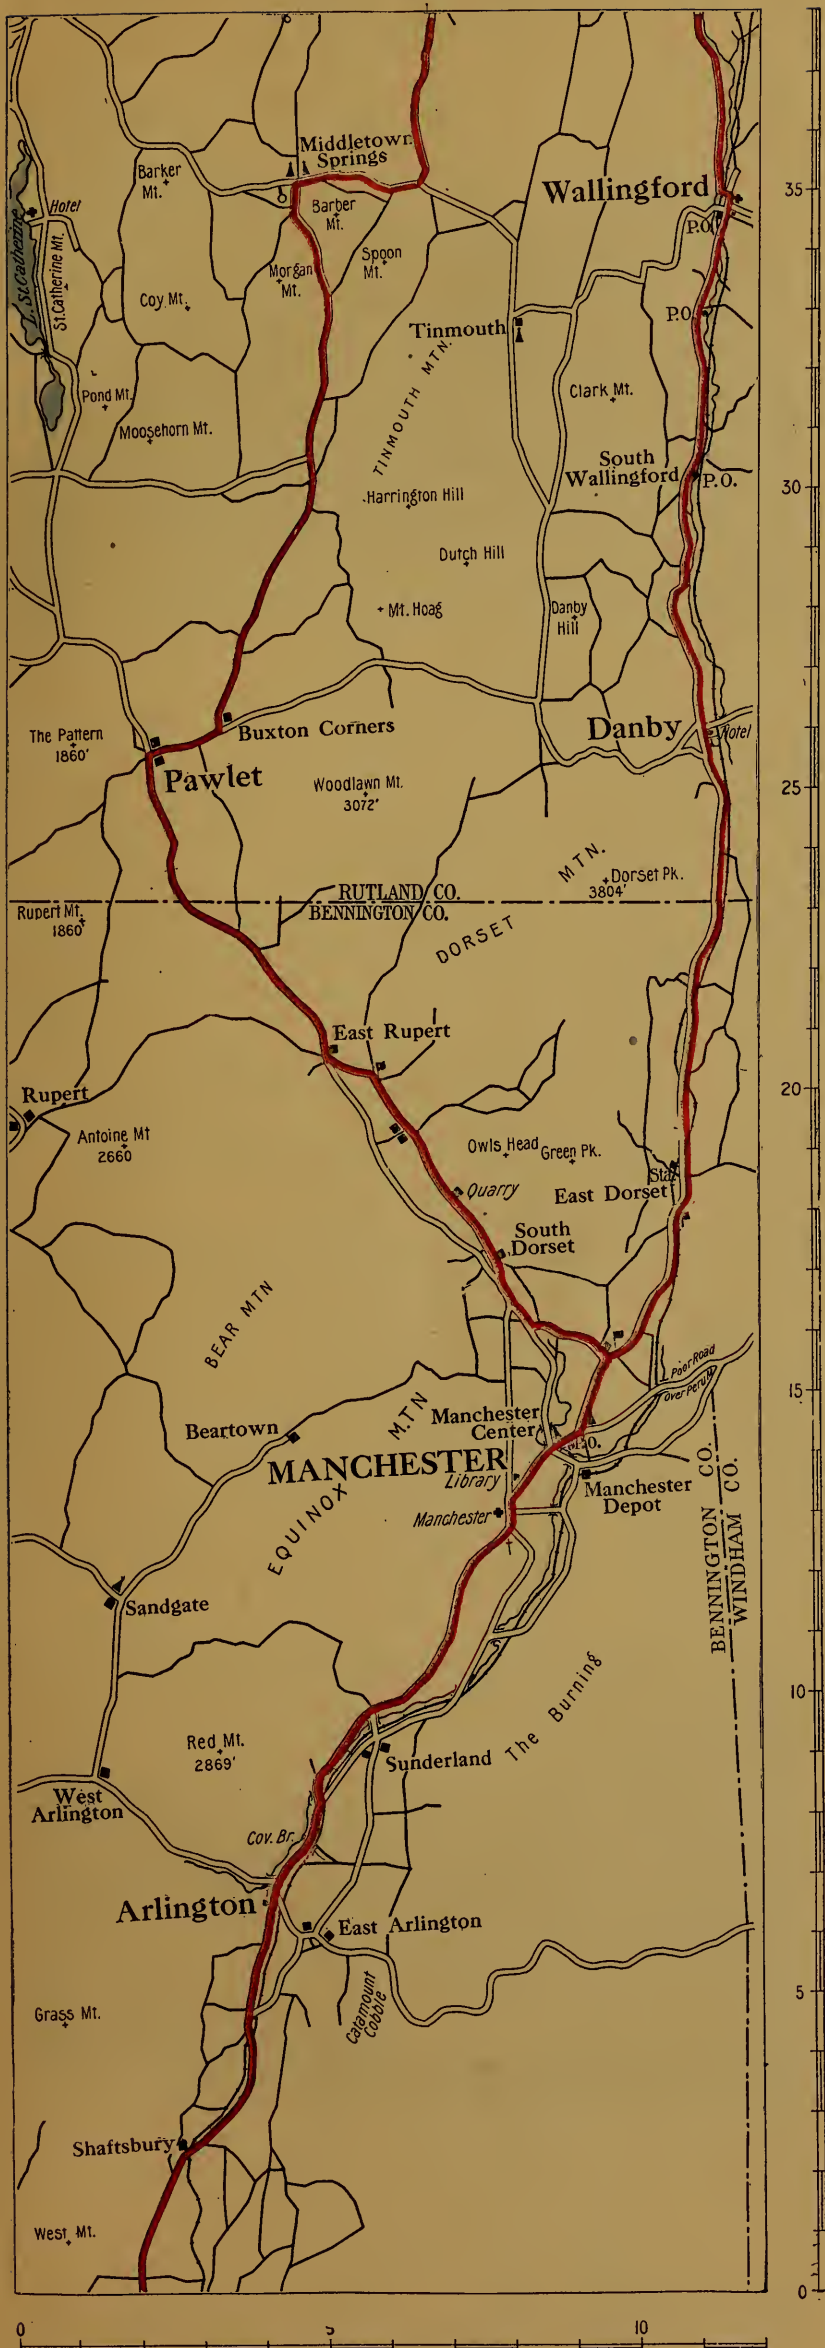 Middletown
Springs
Barker
Mt.
Hotel
Barber
Mt.
Wallingford
35
P.O.
L. St. Catherine
St. Catherine Mt.
Spoon
Mt.
Morgan
Mt.
Coy Mt.
P.O.
Tinmouth
TINMOUTH MTN.
Pond Mt.
Clark Mt.
Moosehorn Mt.
South
Wallingford
P.O.
30
Harrington Hill
Dutch Hill
Mt. Hoag
Danby
Hill
The Pattern
1860'
Buxton Corners
Danby
Hotel
Pawlet
Woodlawn Mt.
3072'
25
DORSET MTN.
Dorset Pk.
3804'
RUTLAND CO.
BENNINGTON CO.
Rupert Mt.
1860
East Rupert
Rupert
20
Antoine Mt
2660
Owls Head
Green Pk.
Sta.
Quarry
East Dorset
South
Dorset
BEAR MTN
Poor Road
Over Peru M
15
Manchester
Center
Beartown
P.O.
MANCHESTER
Library
EQUINOX MTN
Manchester
Depot
Manchester
BENNINGTON CO.
WINDHAM CO.
Sandgate
The Burning
10
Red Mt.
2869'
Sunderland
West
Arlington
Cov. Br.
Arlington
East Arlington
5
Grass Mt.
Catamount
Cobble
Shaftsbury
West Mt.
0
0
5
10